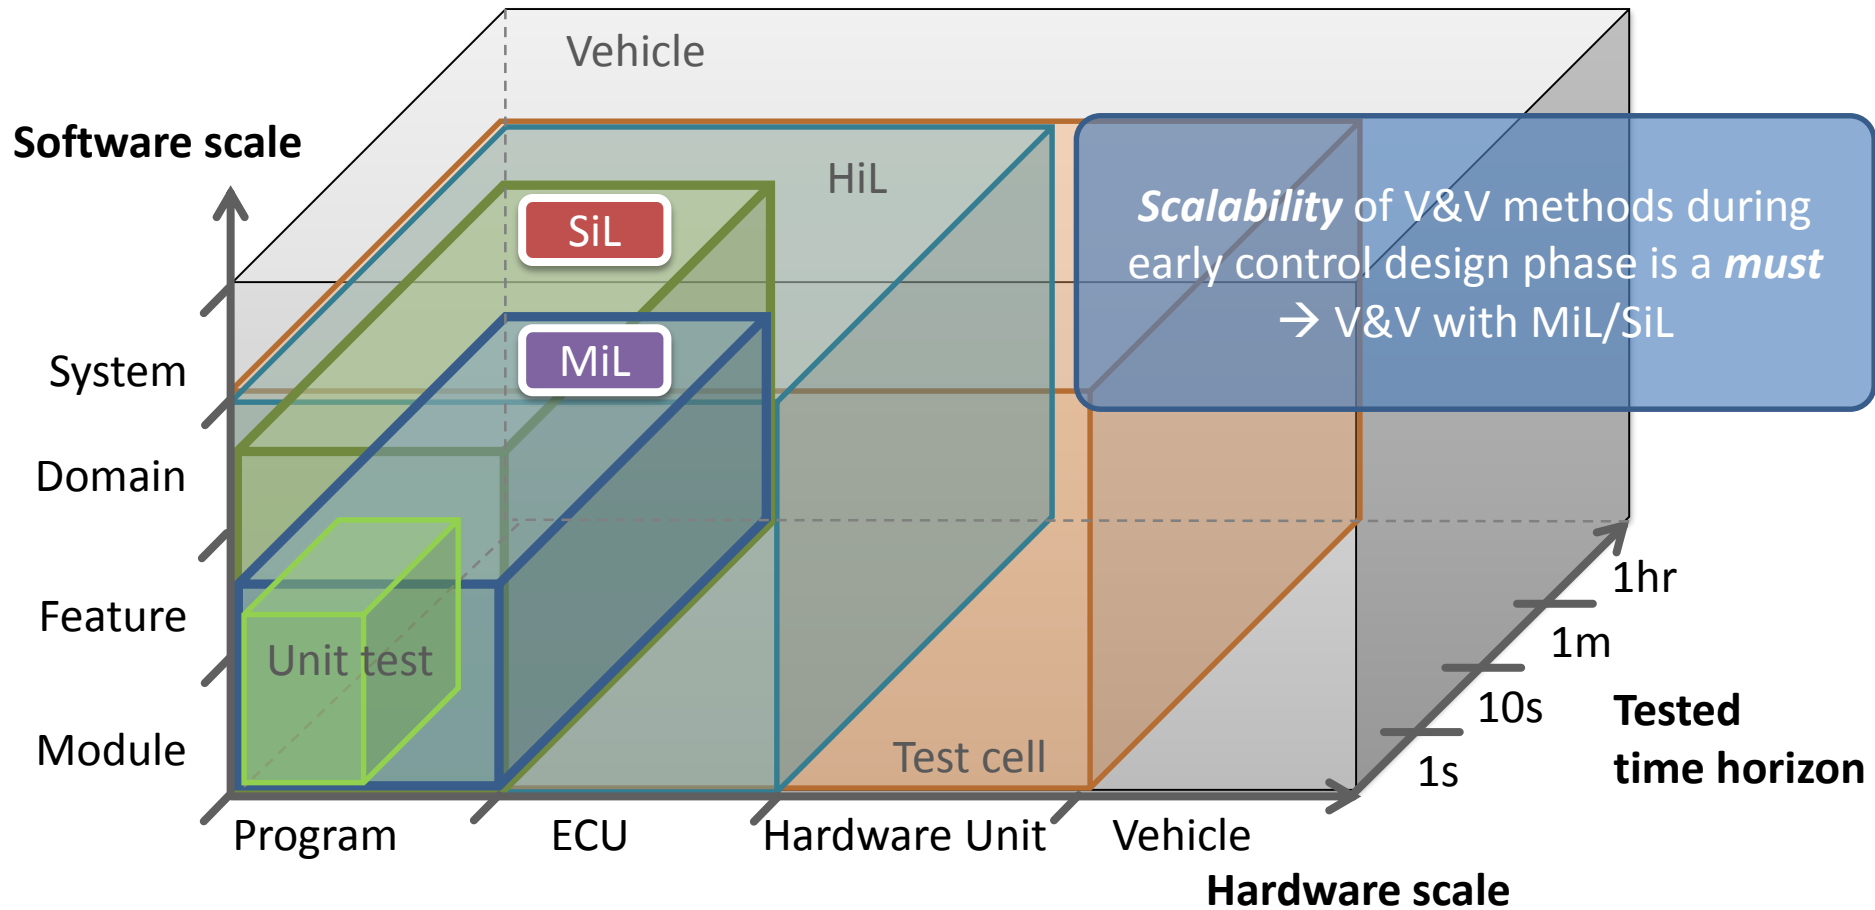 Vehicle
Software scale
HiL
SiL
Scalability of V&V methods during
early control design phase is a must
→ V&V with MiL/SiL
MiL
System
Domain
Feature
Module
Unit test
Test cell
1hr
1m
10s
1s
Tested
time horizon
Program
ECU
Hardware Unit
Vehicle
Hardware scale